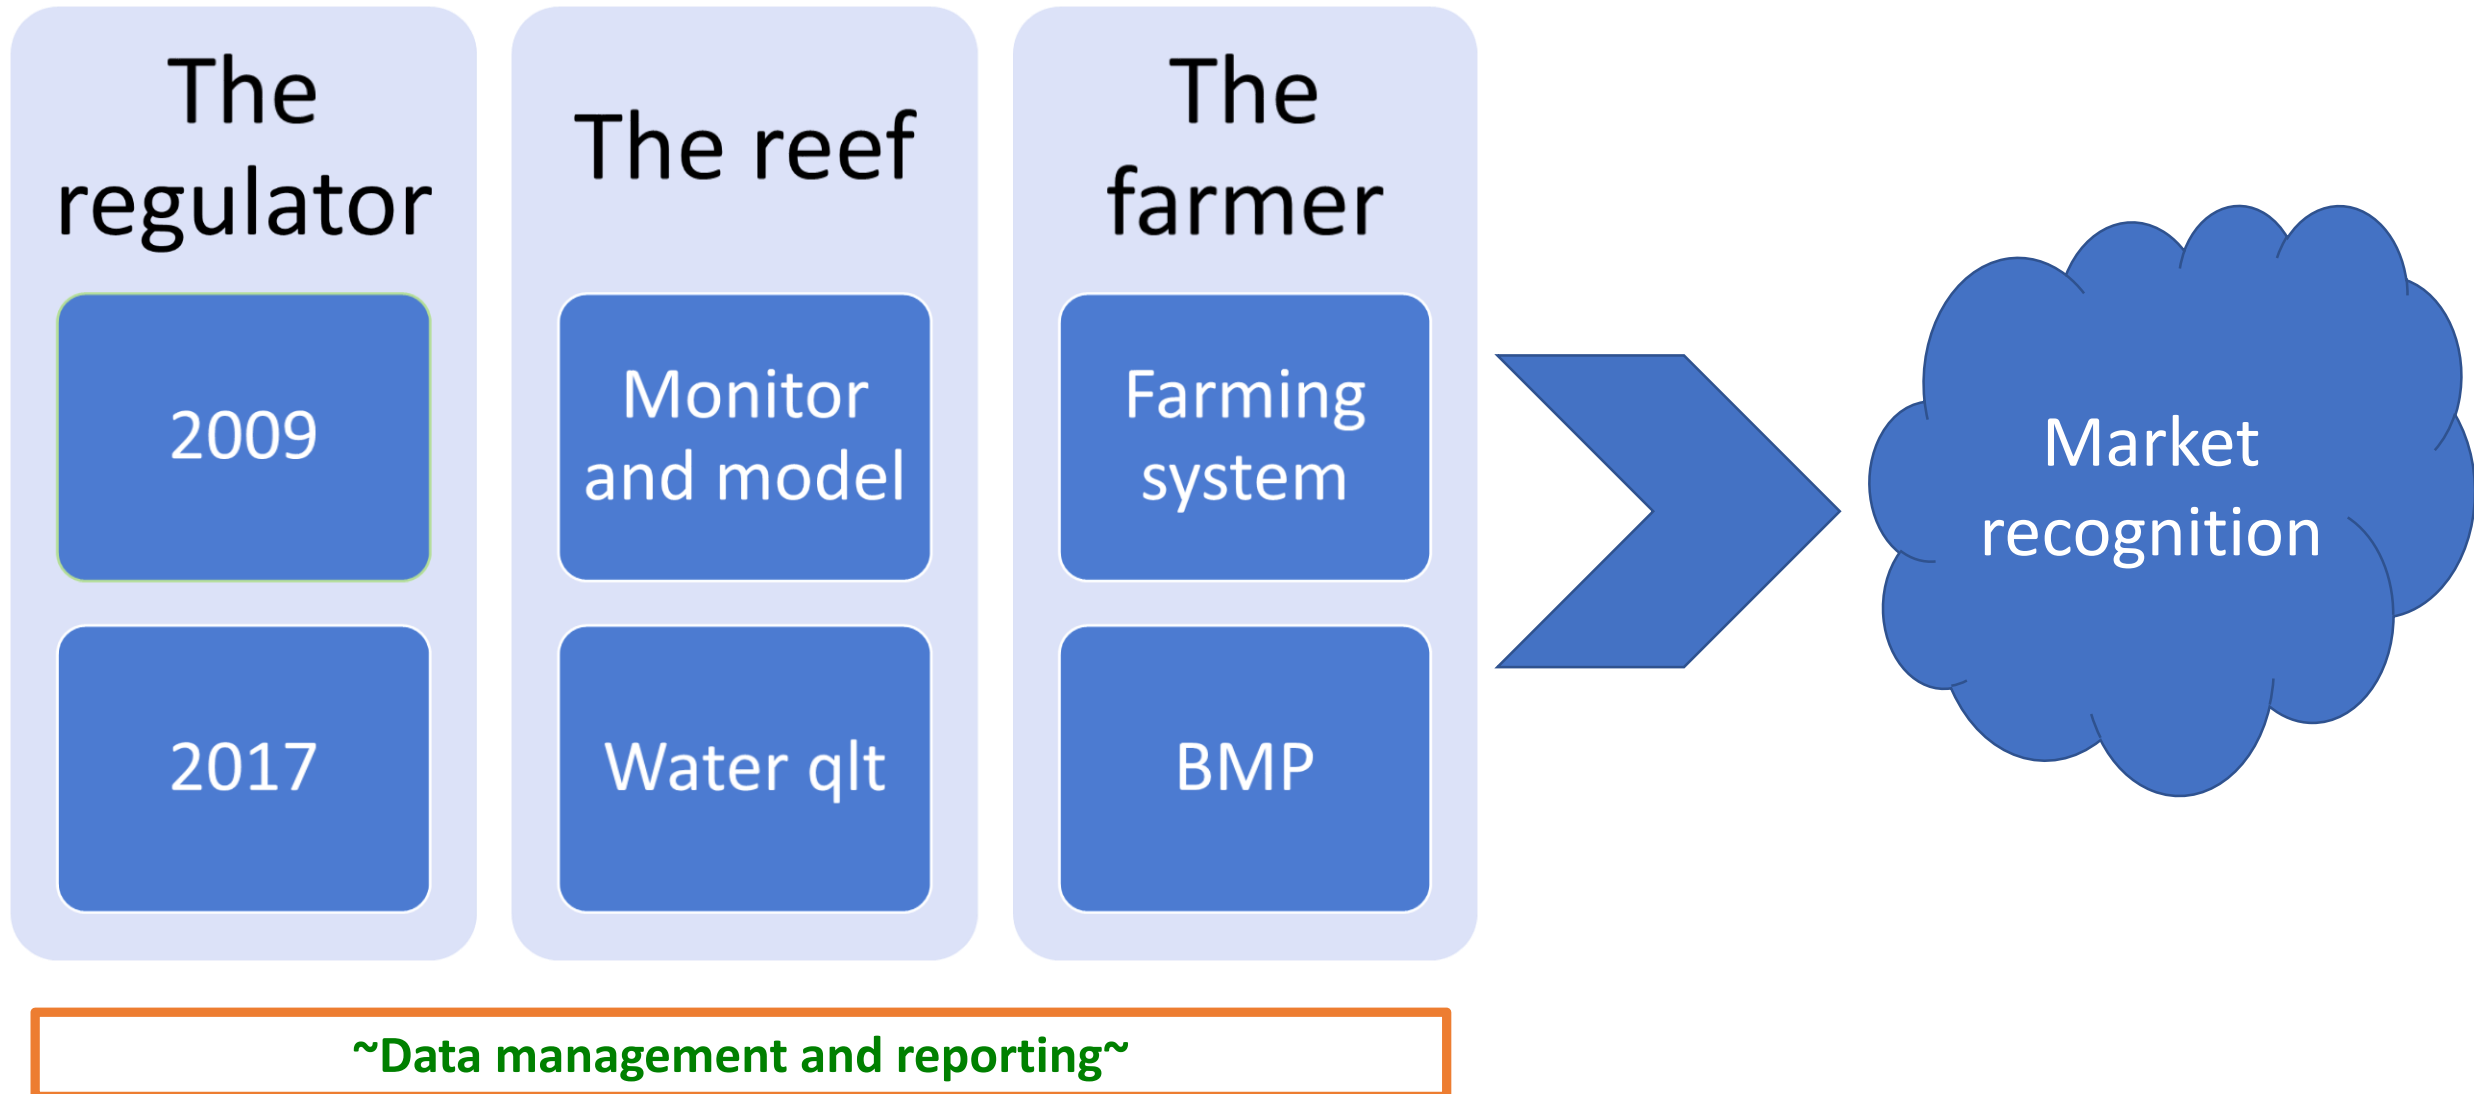 The
regulator
2009
2017
The reef
Monitor
and model
Water qlt
The
farmer
Farming
system
BMP
Market
recognition
~Data management and reporting~